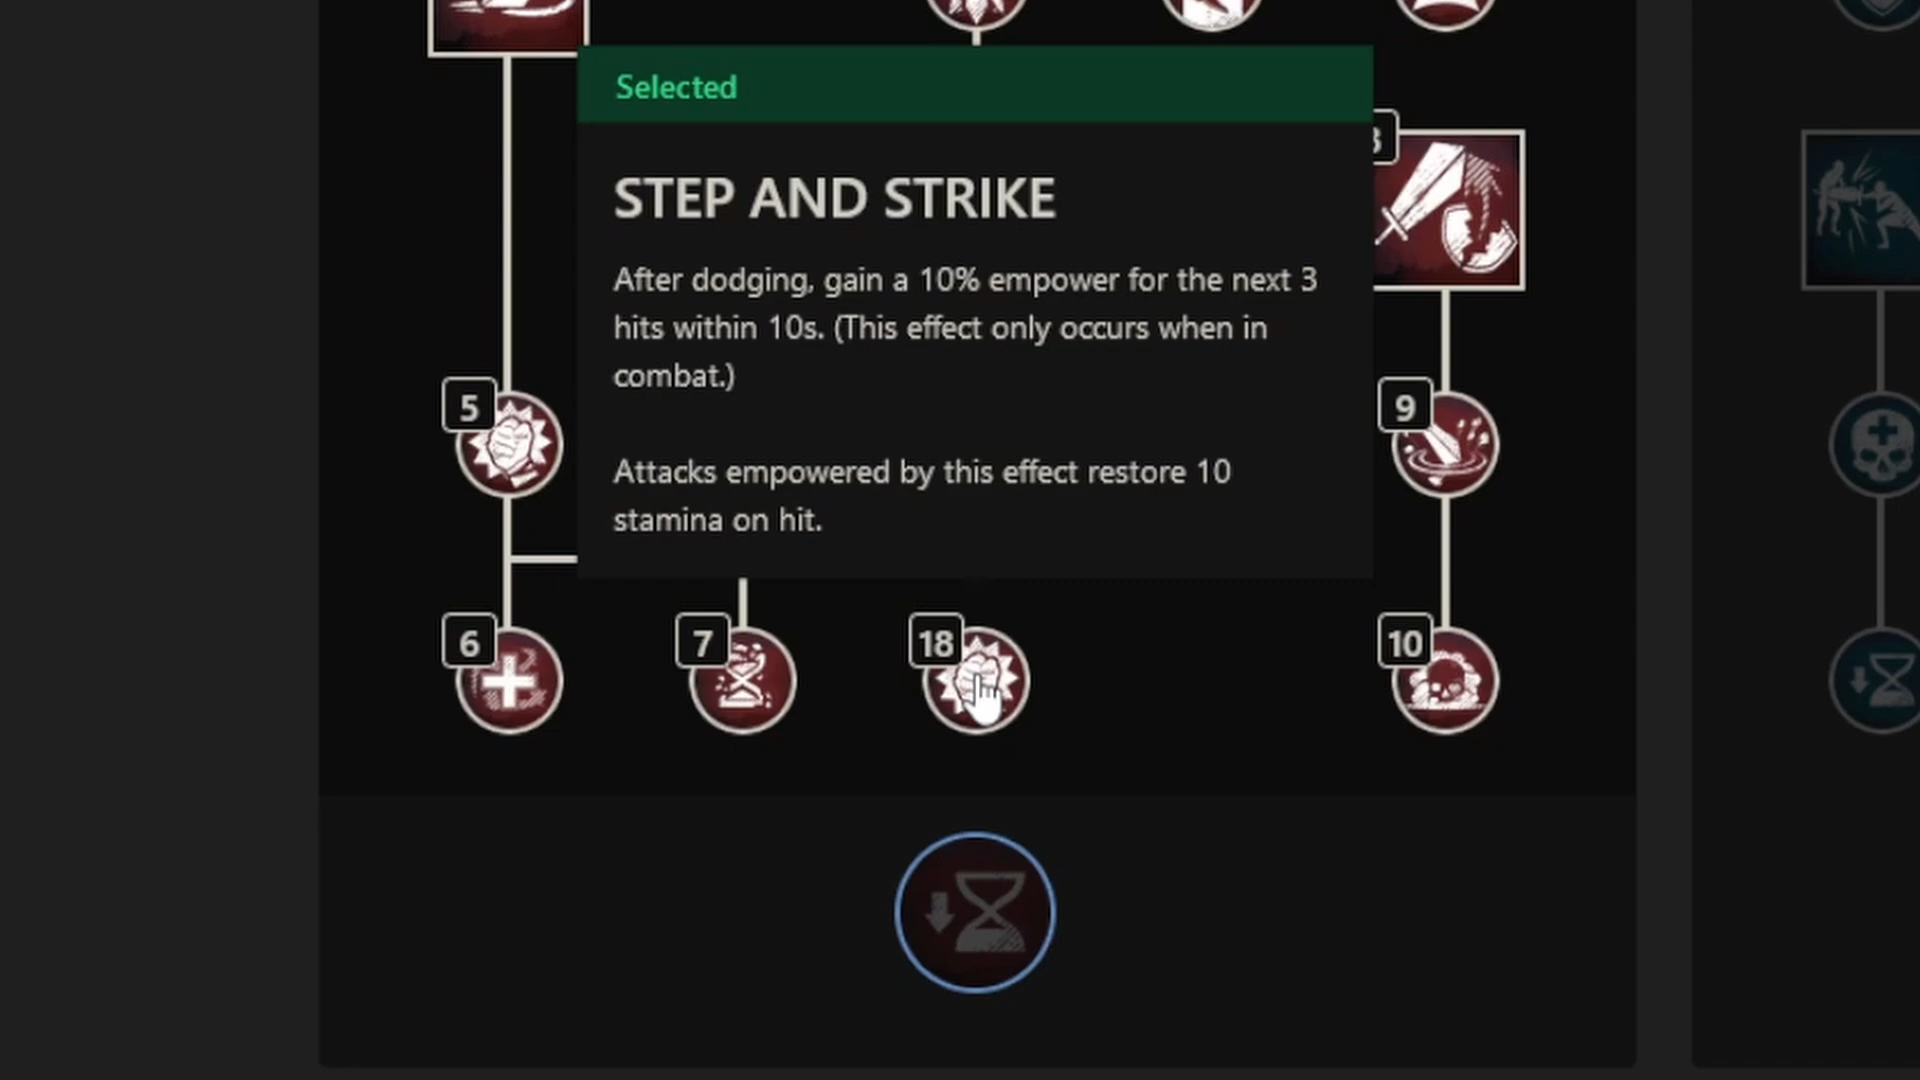 Selected
STEP AND STRIKE
After dodging, gain a 10% empower for the next 3
hits within 10s. (This effect only occurs when in
combat.)
Attacks empowered by this effect restore 10
stamina on hit.
5
9
6
7
18
10